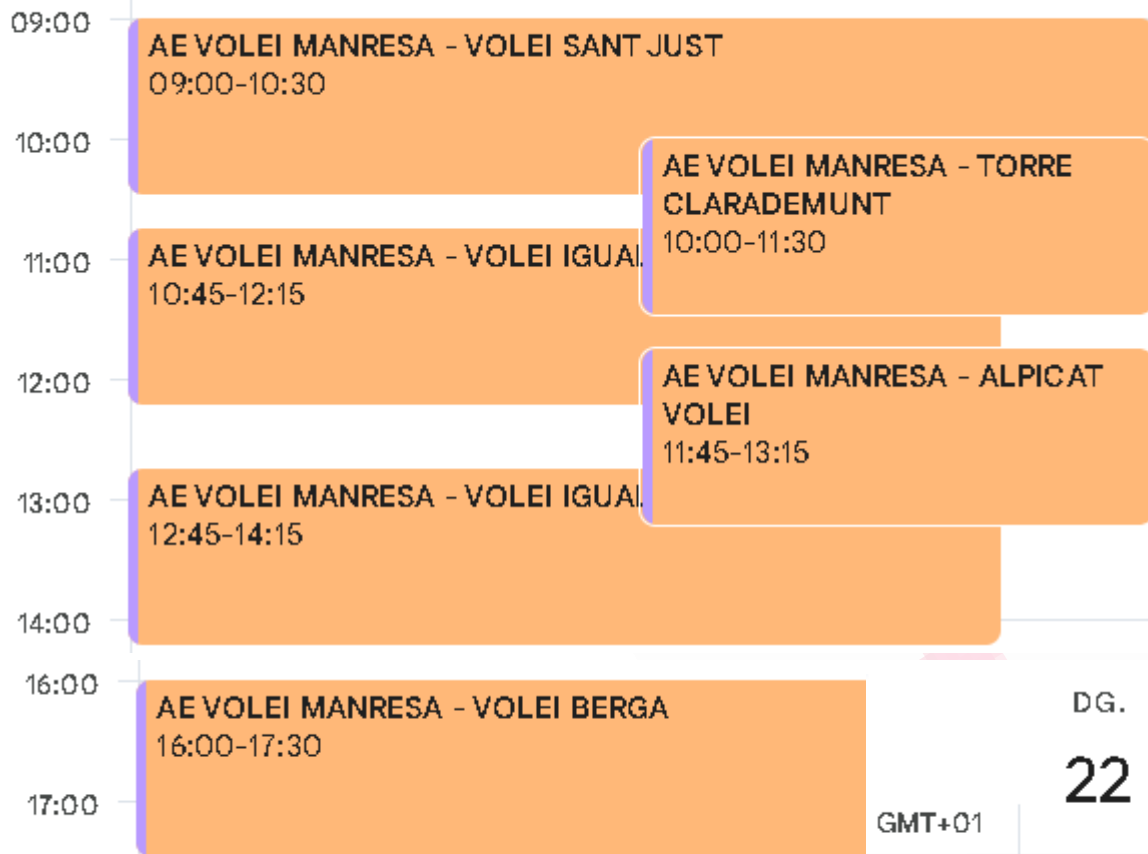 09:00
AE VOLEI MANRESA - VOLEI SANT JUST
09:00-10:30
10:00
AE VOLEI MANRESA - TORRE
CLARADEMUNT
10:00-11:30
AE VOLEI MANRESA - VOLEI
10:45-12:15
11:00
12:00
AE VOLEI MANRESA - ALPICAT
VOLEI
11:45-13:15
AE VOLEI MANRESA - VOLEI
12:45-14:15
13:00
14:00
16:00
AE VOLEI MANRESA - VOLEI BERGA
16:00-17:30
17:00
DG.
22
GMT+01